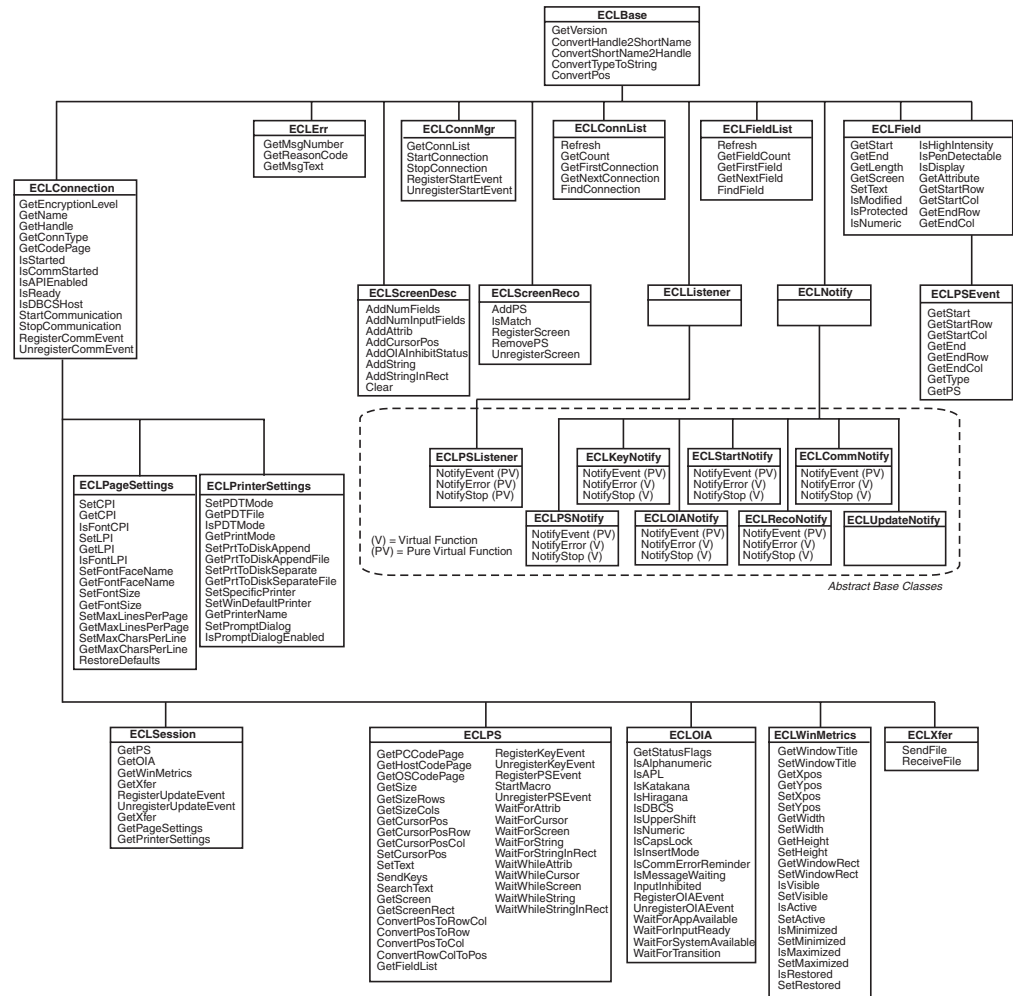 ECLBase
GetVersion
ConvertHandle2ShortName
ConvertShortName2Handle
ConvertTypeToString
ConvertPos
ECLErr
GetMsgNumber
GetReasonCode
GetMsgText
ECLConnMgr
GetConnList
StartConnection
StopConnection
RegisterStartEvent
UnregisterStartEvent
ECLConnList
Refresh
GetCount
GetFirstConnection
GetNextConnection
FindConnection
ECLFieldList
Refresh
GetFieldCount
GetFirstField
GetNextField
FindField
ECLField
GetStart
GetEnd
GetLength
GetScreen
SetText
IsModified
IsProtected
IsNumeric
IsHighIntensity
IsPenDetectable
IsDisplay
GetAttribute
GetStartRow
GetStartCol
GetEndRow
GetEndCol
ECLConnection
GetEncryptionLevel
GetName
GetHandle
GetConnType
GetCodePage
IsStarted
IsCommStarted
IsAPIEnabled
IsReady
IsDBCSHost
StartCommunication
StopCommunication
RegisterCommEvent
UnregisterCommEvent
ECLScreenDesc
AddNumFields
AddNumInputFields
AddAttrib
AddCursorPos
AddOIAInhibitStatus
AddString
AddStringInRect
Clear
ECLScreenReco
AddPS
IsMatch
RegisterScreen
RemovePS
UnregisterScreen
ECLListener
ECLNotify
ECLPSEvent
GetStart
GetStartRow
GetStartCol
GetEnd
GetEndRow
GetEndCol
GetType
GetPS
ECLPSListener
NotifyEvent (PV)
NotifyError (PV)
NotifyStop (PV)
ECLKeyNotify
NotifyEvent (PV)
NotifyError (V)
NotifyStop (V)
ECLStartNotify
NotifyEvent (PV)
NotifyError (V)
NotifyStop (V)
ECLCommNotify
NotifyEvent (PV)
NotifyError (V)
NotifyStop (V)
ECLPSNotify
NotifyEvent (PV)
NotifyError (V)
NotifyStop (V)
ECLOIANotify
NotifyEvent (PV)
NotifyError (V)
NotifyStop (V)
ECLRecoNotify
NotifyEvent (PV)
NotifyError (V)
NotifyStop (V)
ECLUpdateNotify
(V) = Virtual Function
(PV) = Pure Virtual Function
Abstract Base Classes
ECLPageSettings
SetCPI
GetCPI
IsFontCPI
SetLPI
GetLPI
IsFontLPI
SetFontFaceName
GetFontFaceName
SetFontSize
GetFontSize
SetMaxLinesPerPage
GetMaxLinesPerPage
SetMaxCharsPerLine
GetMaxCharsPerLine
RestoreDefaults
ECLPrinterSettings
SetPDTMode
GetPDTFile
IsPDTMode
GetPrintMode
SetPrtToDiskAppend
GetPrtToDiskAppendFile
SetPrtToDiskSeparate
GetPrtToDiskSeparateFile
SetSpecificPrinter
SetWinDefaultPrinter
GetPrinterName
SetPromptDialog
IsPromptDialogEnabled
ECLSession
GetPS
GetOIA
GetWinMetrics
GetXfer
RegisterUpdateEvent
UnregisterUpdateEvent
GetXfer
GetPageSettings
GetPrinterSettings
ECLPS
GetPCCodePage
GetHostCodePage
GetOSCodePage
GetSize
GetSizeRows
GetSizeCols
GetCursorPos
GetCursorPosRow
GetCursorPosCol
SetCursorPos
SetText
SendKeys
SearchText
GetScreen
GetScreenRect
ConvertPosToRowCol
ConvertPosToRow
ConvertPosToCol
ConvertRowColToPos
GetFieldList
RegisterKeyEvent
UnregisterKeyEvent
RegisterPSEvent
StartMacro
UnregisterPSEvent
WaitForAttrib
WaitForCursor
WaitForScreen
WaitForString
WaitForStringInRect
WaitWhileAttrib
WaitWhileCursor
WaitWhileScreen
WaitWhileString
WaitWhileStringInRect
ECLOIA
GetStatusFlags
IsAlphanumeric
IsAPL
IsKatakana
IsHiragana
IsDBCS
IsUpperShift
IsNumeric
IsCapsLock
IsInsertMode
IsCommErrorReminder
IsMessageWaiting
InputInhibited
RegisterOIAEvent
UnregisterOIAEvent
WaitForAppAvailable
WaitForInputReady
WaitForSystemAvailable
WaitForTransition
ECLWinMetrics
GetWindowTitle
SetWindowTitle
GetXpos
GetYpos
SetXpos
SetYpos
GetWidth
SetWidth
GetHeight
SetHeight
GetWindowRect
SetWindowRect
IsVisible
SetVisible
IsActive
SetActive
IsMinimized
SetMinimized
IsMaximized
SetMaximized
IsRestored
SetRestored
ECLXfer
SendFile
ReceiveFile